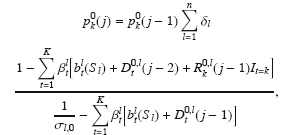 $p_k^0(j) = p_k^0(j-1) \sum_{l=1}^{n} \delta_l$
$\frac{1 - \sum_{t=1}^{K} \beta_t^l \left| b_t^l(S_l) + D_t^{0,l}(j-2) + R_k^{0,l}(j-1) I_{t=k} \right|}{\frac{1}{\sigma_{l,0}} - \sum_{t=1}^{K} \beta_t^l \left| b_t^l(S_l) + D_t^{0,l}(j-1) \right|},$